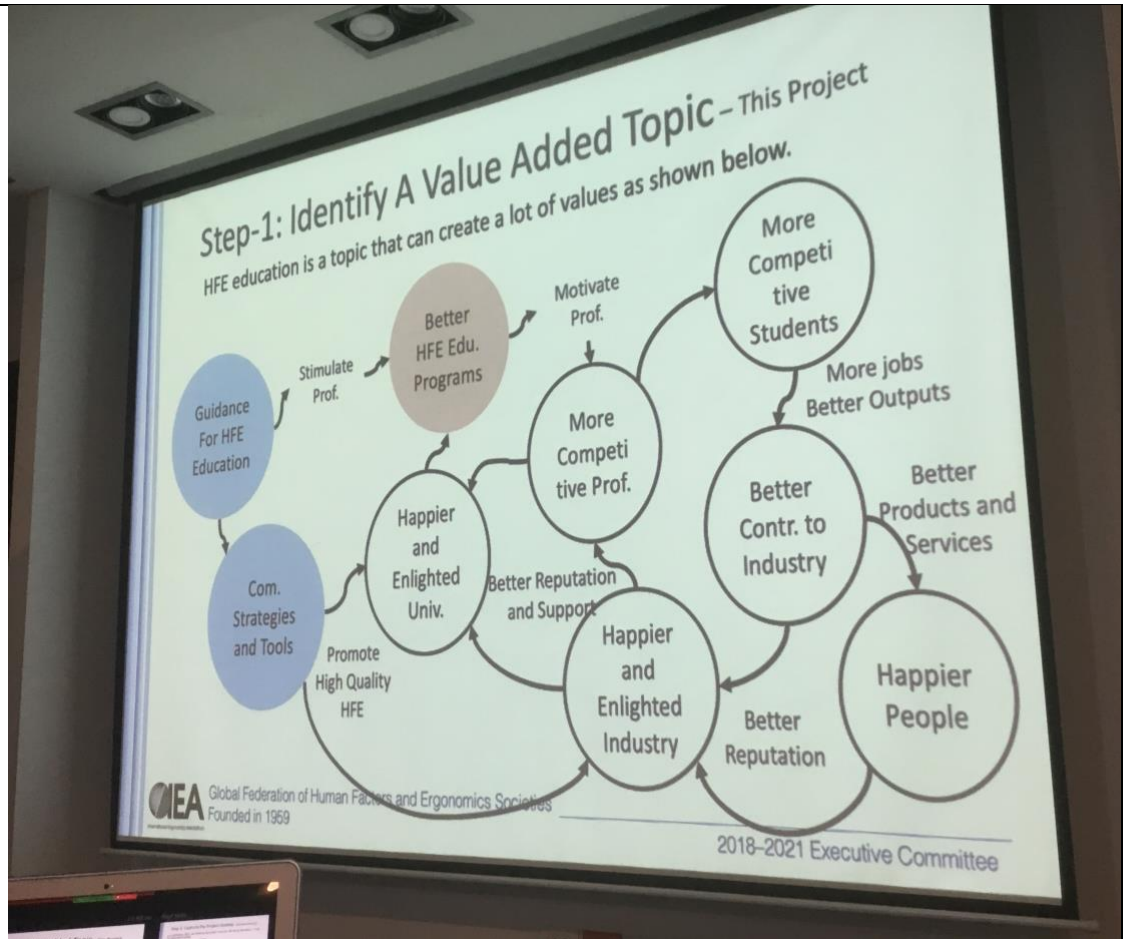 Step-1: Identify A Value Added Topic – This Project
HFE education is a topic that can create a lot of values as shown below.
Guidance
For HFE
Education
Stimulate
Prof.
Better
HFE Edu.
Programs
Motivate
Prof.
More
Competi
tive
Students
More jobs
Better Outputs
More
Competi
tive Prof.
Happier
and
Enlighted
Univ.
Com.
Strategies
and Tools
Promote
High Quality
HFE
Better Reputation
and Support
Better
Contr. to
Industry
Better
Products and
Services
Happier
and
Enlighted
Industry
Better
Reputation
Happier
People
IEA
Global Federation of Human Factors and Ergonomics Societies
Founded in 1959
2018–2021 Executive Committee